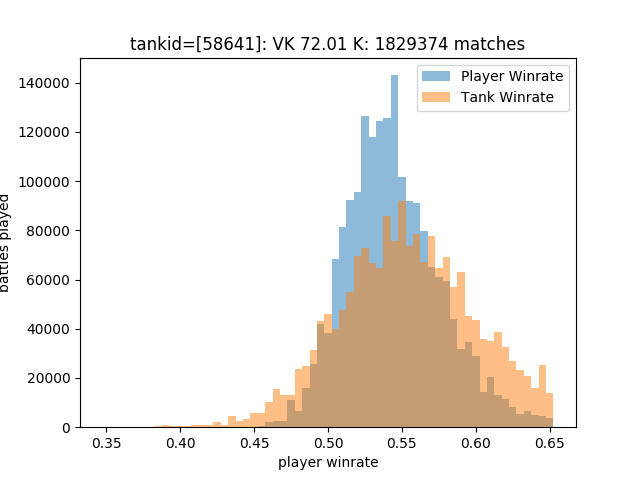 tankid=[58641]: VK 72.01 K: 1829374 matches
Player Winrate
Tank Winrate
battles played
140000
120000
100000
80000
60000
40000
20000
0
0.35 0.40 0.45 0.50 0.55 0.60 0.65
player winrate